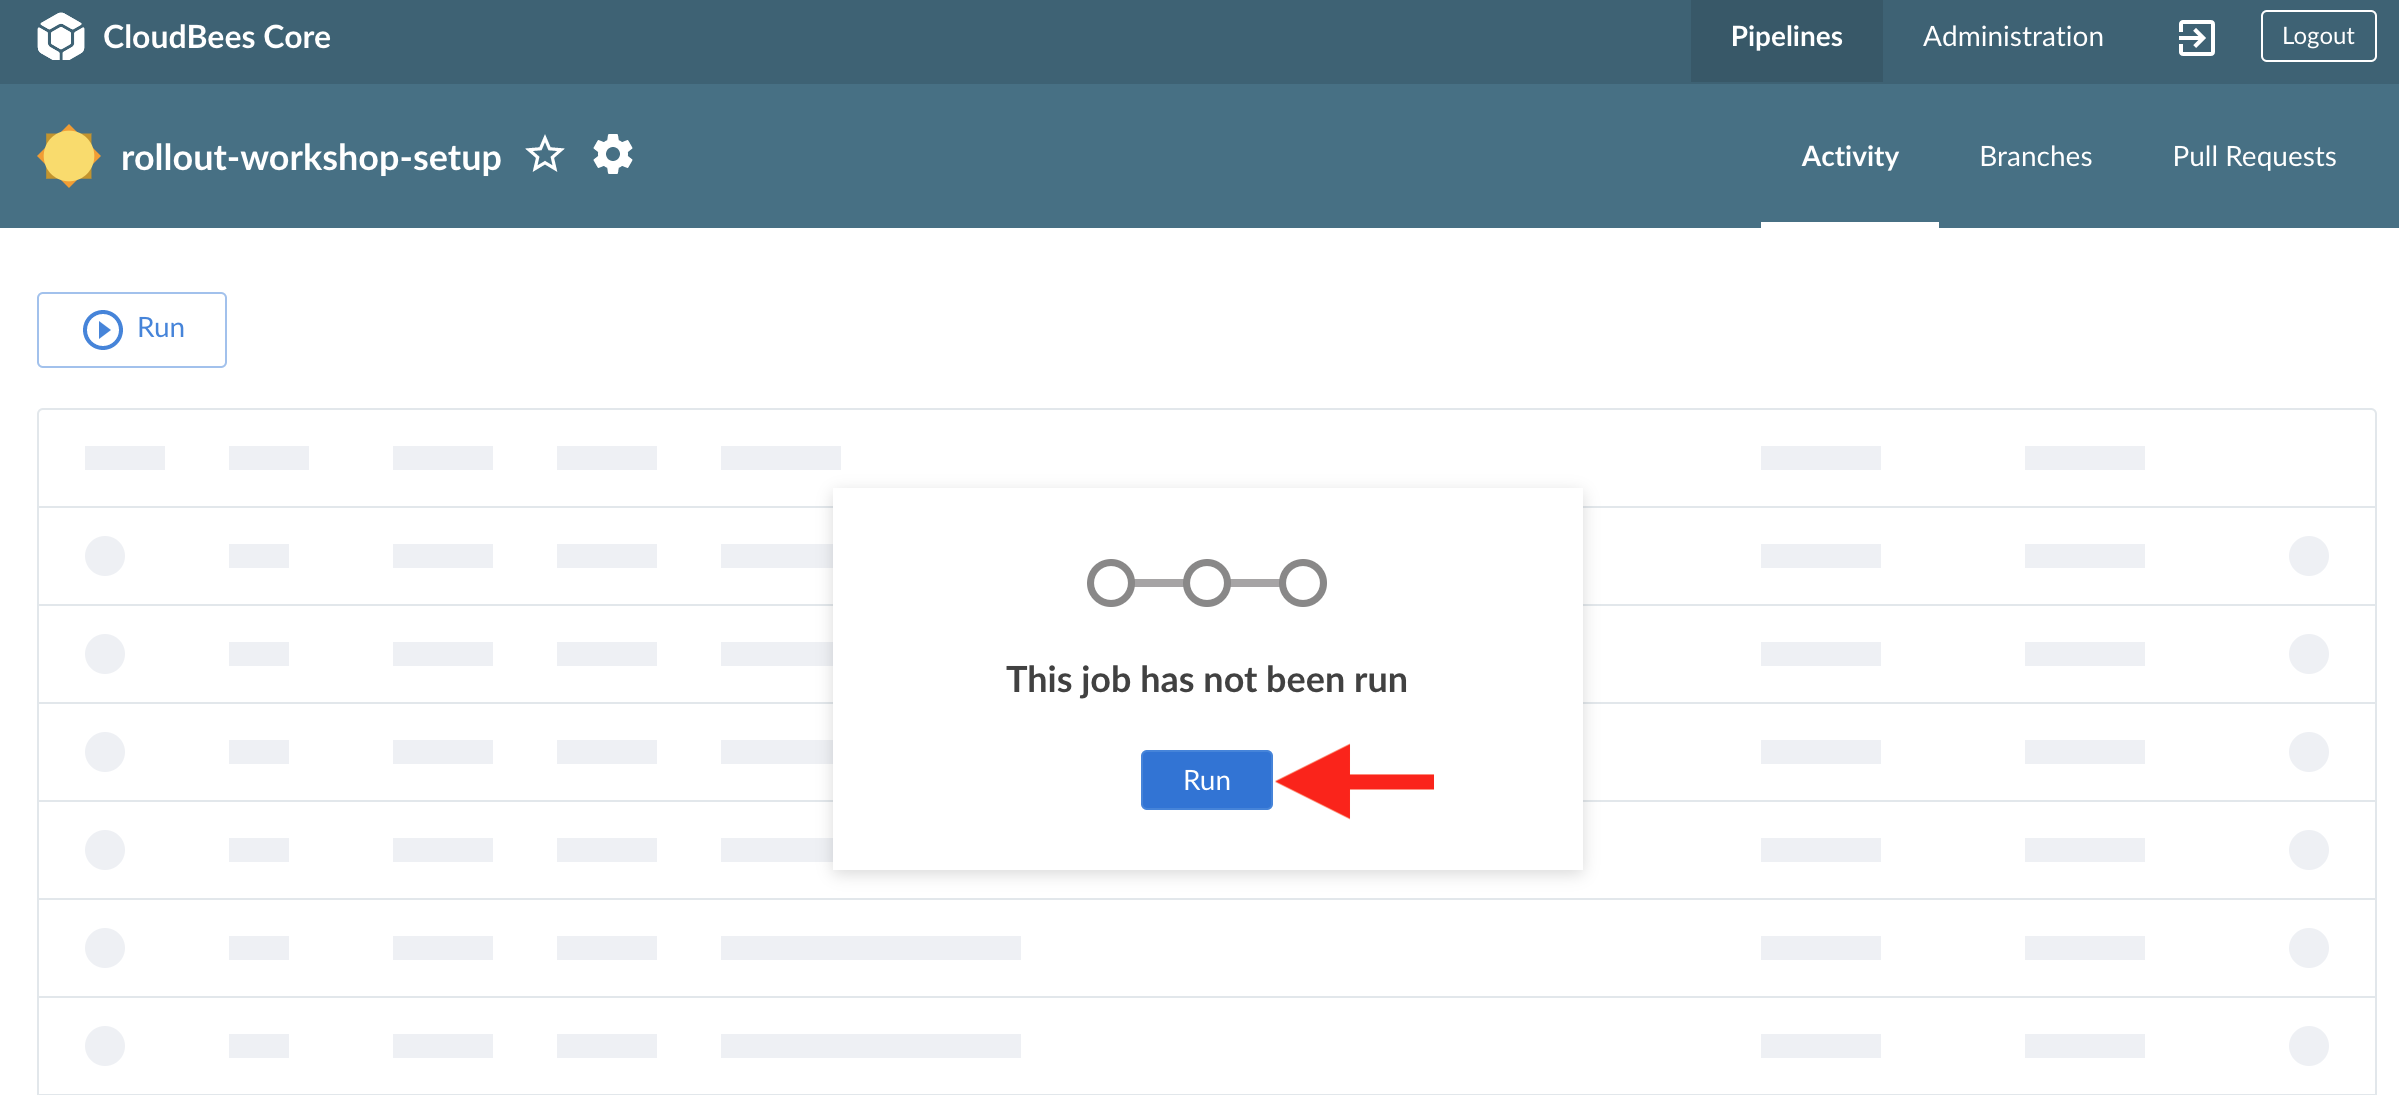 CloudBees Core
Pipelines
Administration
Logout
rollout-workshop-setup
Activity
Branches
Pull Requests
Run
This job has not been run
Run